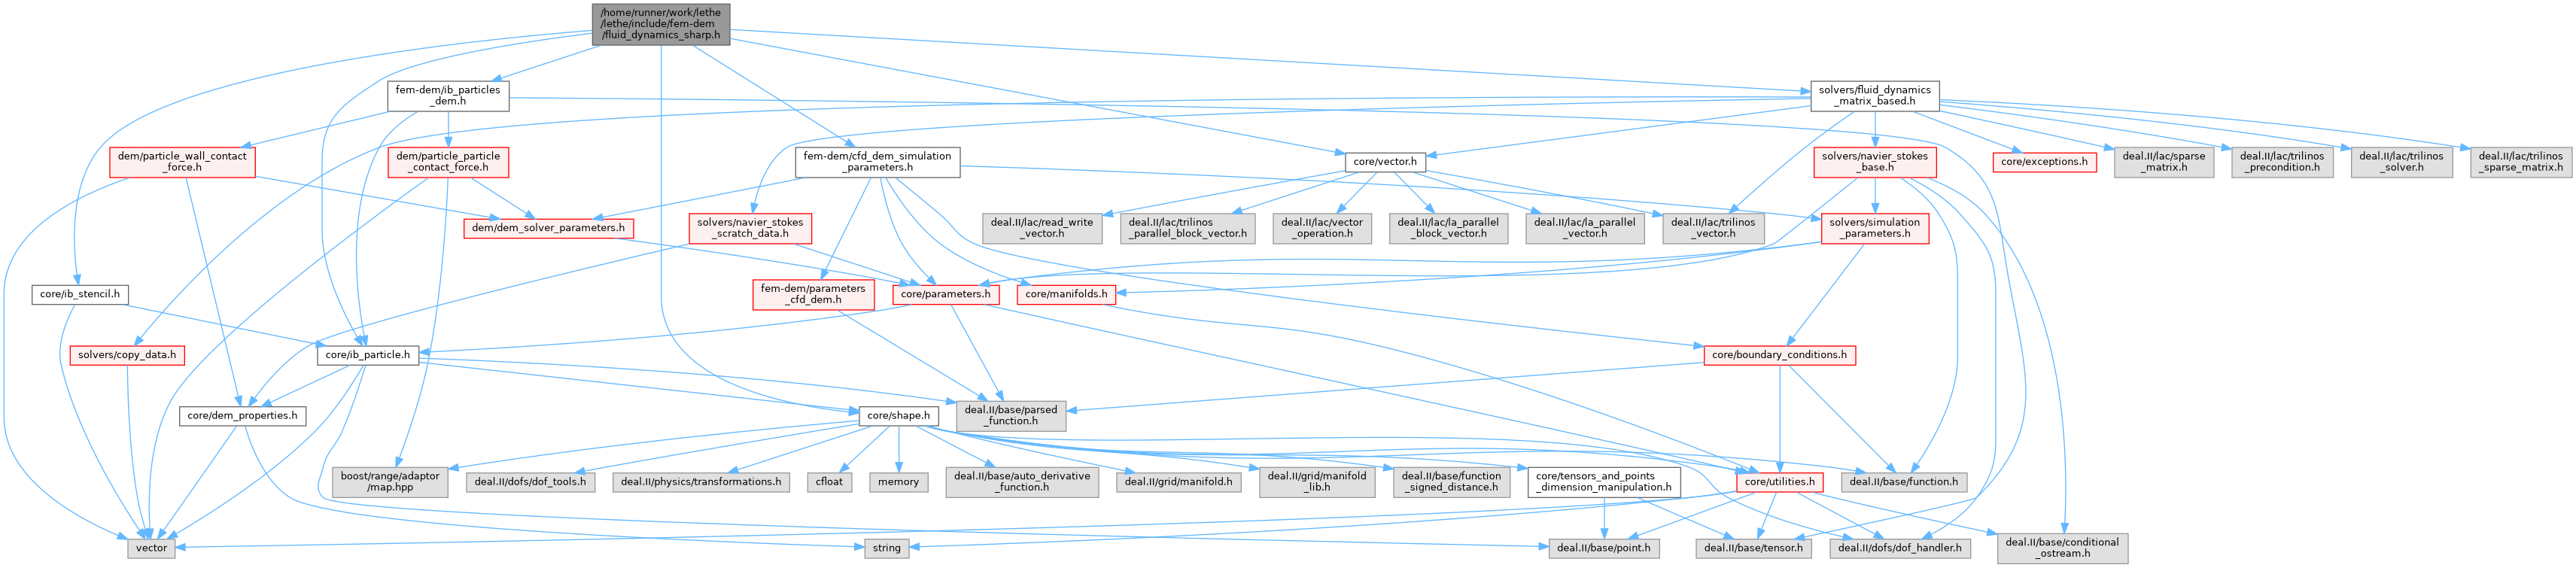 /home/runner/work/lethe
/lethe/include/fem-dem
/fluid_dynamics_sharp.h
fem-dem/ib_particles
_dem.h
solvers/fluid_dynamics
_matrix_based.h
dem/particle_wall_contact
_force.h
dem/particle_particle
_contact_force.h
fem-dem/cfd_dem_simulation
_parameters.h
core/vector.h
solvers/navier_stokes
_base.h
core/exceptions.h
deal.II/lac/sparse
_matrix.h
deal.II/lac/trilinos
_precondition.h
deal.II/lac/trilinos
_solver.h
deal.II/lac/trilinos
_sparse_matrix.h
dem/dem_solver_parameters.h
solvers/navier_stokes
_scratch_data.h
deal.II/lac/read_write
_vector.h
deal.II/lac/trilinos
_parallel_block_vector.h
deal.II/lac/vector
_operation.h
deal.II/lac/la_parallel
_block_vector.h
deal.II/lac/la_parallel
_vector.h
deal.II/lac/trilinos
_vector.h
solvers/simulation
_parameters.h
core/ib_stencil.h
fem-dem/parameters
_cfd_dem.h
core/parameters.h
core/manifolds.h
solvers/copy_data.h
core/ib_particle.h
core/boundary_conditions.h
core/dem_properties.h
core/shape.h
deal.II/base/parsed
_function.h
boost/range/adaptor
/map.hpp
deal.II/dofs/dof_tools.h
deal.II/physics/transformations.h
cfloat
memory
deal.II/base/auto_derivative
_function.h
deal.II/grid/manifold.h
deal.II/grid/manifold
_lib.h
deal.II/base/function
_signed_distance.h
core/tensors_and_points
_dimension_manipulation.h
core/utilities.h
deal.II/base/function.h
vector
string
deal.II/base/point.h
deal.II/base/tensor.h
deal.II/dofs/dof_handler.h
deal.II/base/conditional
_ostream.h